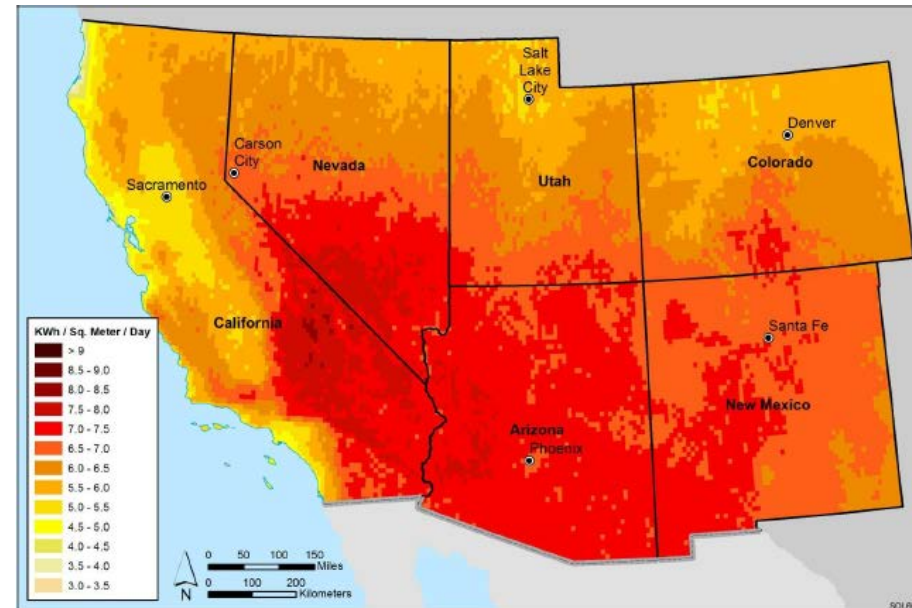 Salt
Lake
City
Denver
Carson
City
Nevada
Colorado
Utah
Sacramento
KWh / Sq. Meter / Day
> 9
8.5 - 9.0
8.0 - 8.5
7.5 - 8.0
7.0 - 7.5
6.5 - 7.0
6.0 - 6.5
5.5 - 6.0
5.0 - 5.5
4.5 - 5.0
4.0 - 4.5
3.5 - 4.0
3.0 - 3.5
California
Santa Fe
New Mexico
Arizona
Phoenix
N
0 50 100 150
Miles
0 100 200
Kilometers